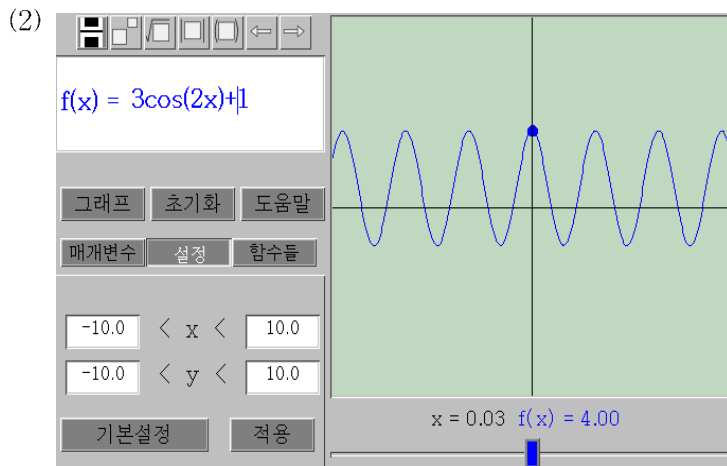 (2)
f(x) = 3cos(2x)+1
그래프 초기화 도움말
매개변수 설정 함수들
-10.0 < x < 10.0
-10.0 < y < 10.0
기본설정 적용
x = 0.03 f(x) = 4.00